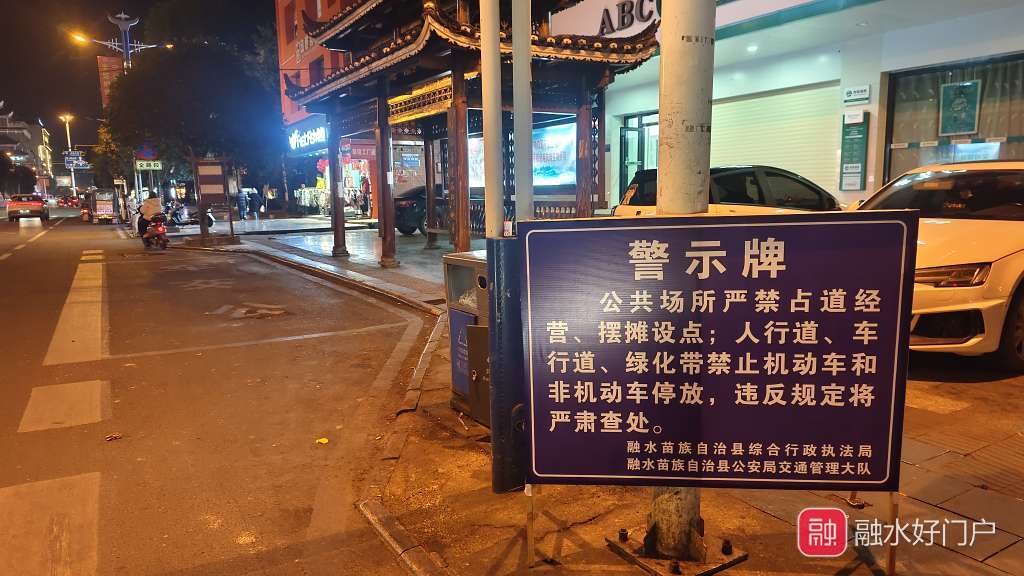 ABC
警示牌
公共场所严禁占道经
营、摆摊设点；人行道、车
行道、绿化带禁止机动车和
非机动车停放，违反规定将
严肃查处。
融水苗族自治县综合行政执法局
融水苗族自治县公安局交通管理大队
融 融水好门户